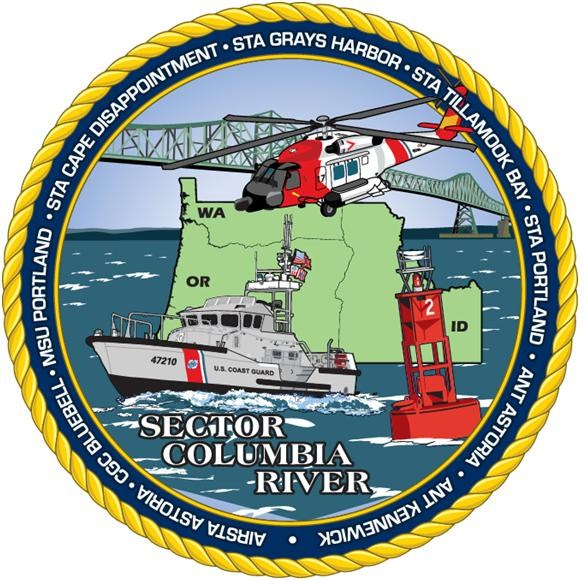 AIRSTA ASTORIA • CGC BLUEBELL • MSU PORTLAND • STA CAPE DISAPPOINTMENT • STA GRAYS HARBOR • STA TILLAMOOK BAY • STA PORTLAND • ANT ASTORIA • ANT KENNEWICK •
WA
OR
ID
2
47210
U.S. COAST GUARD
SECTOR
COLUMBIA
RIVER